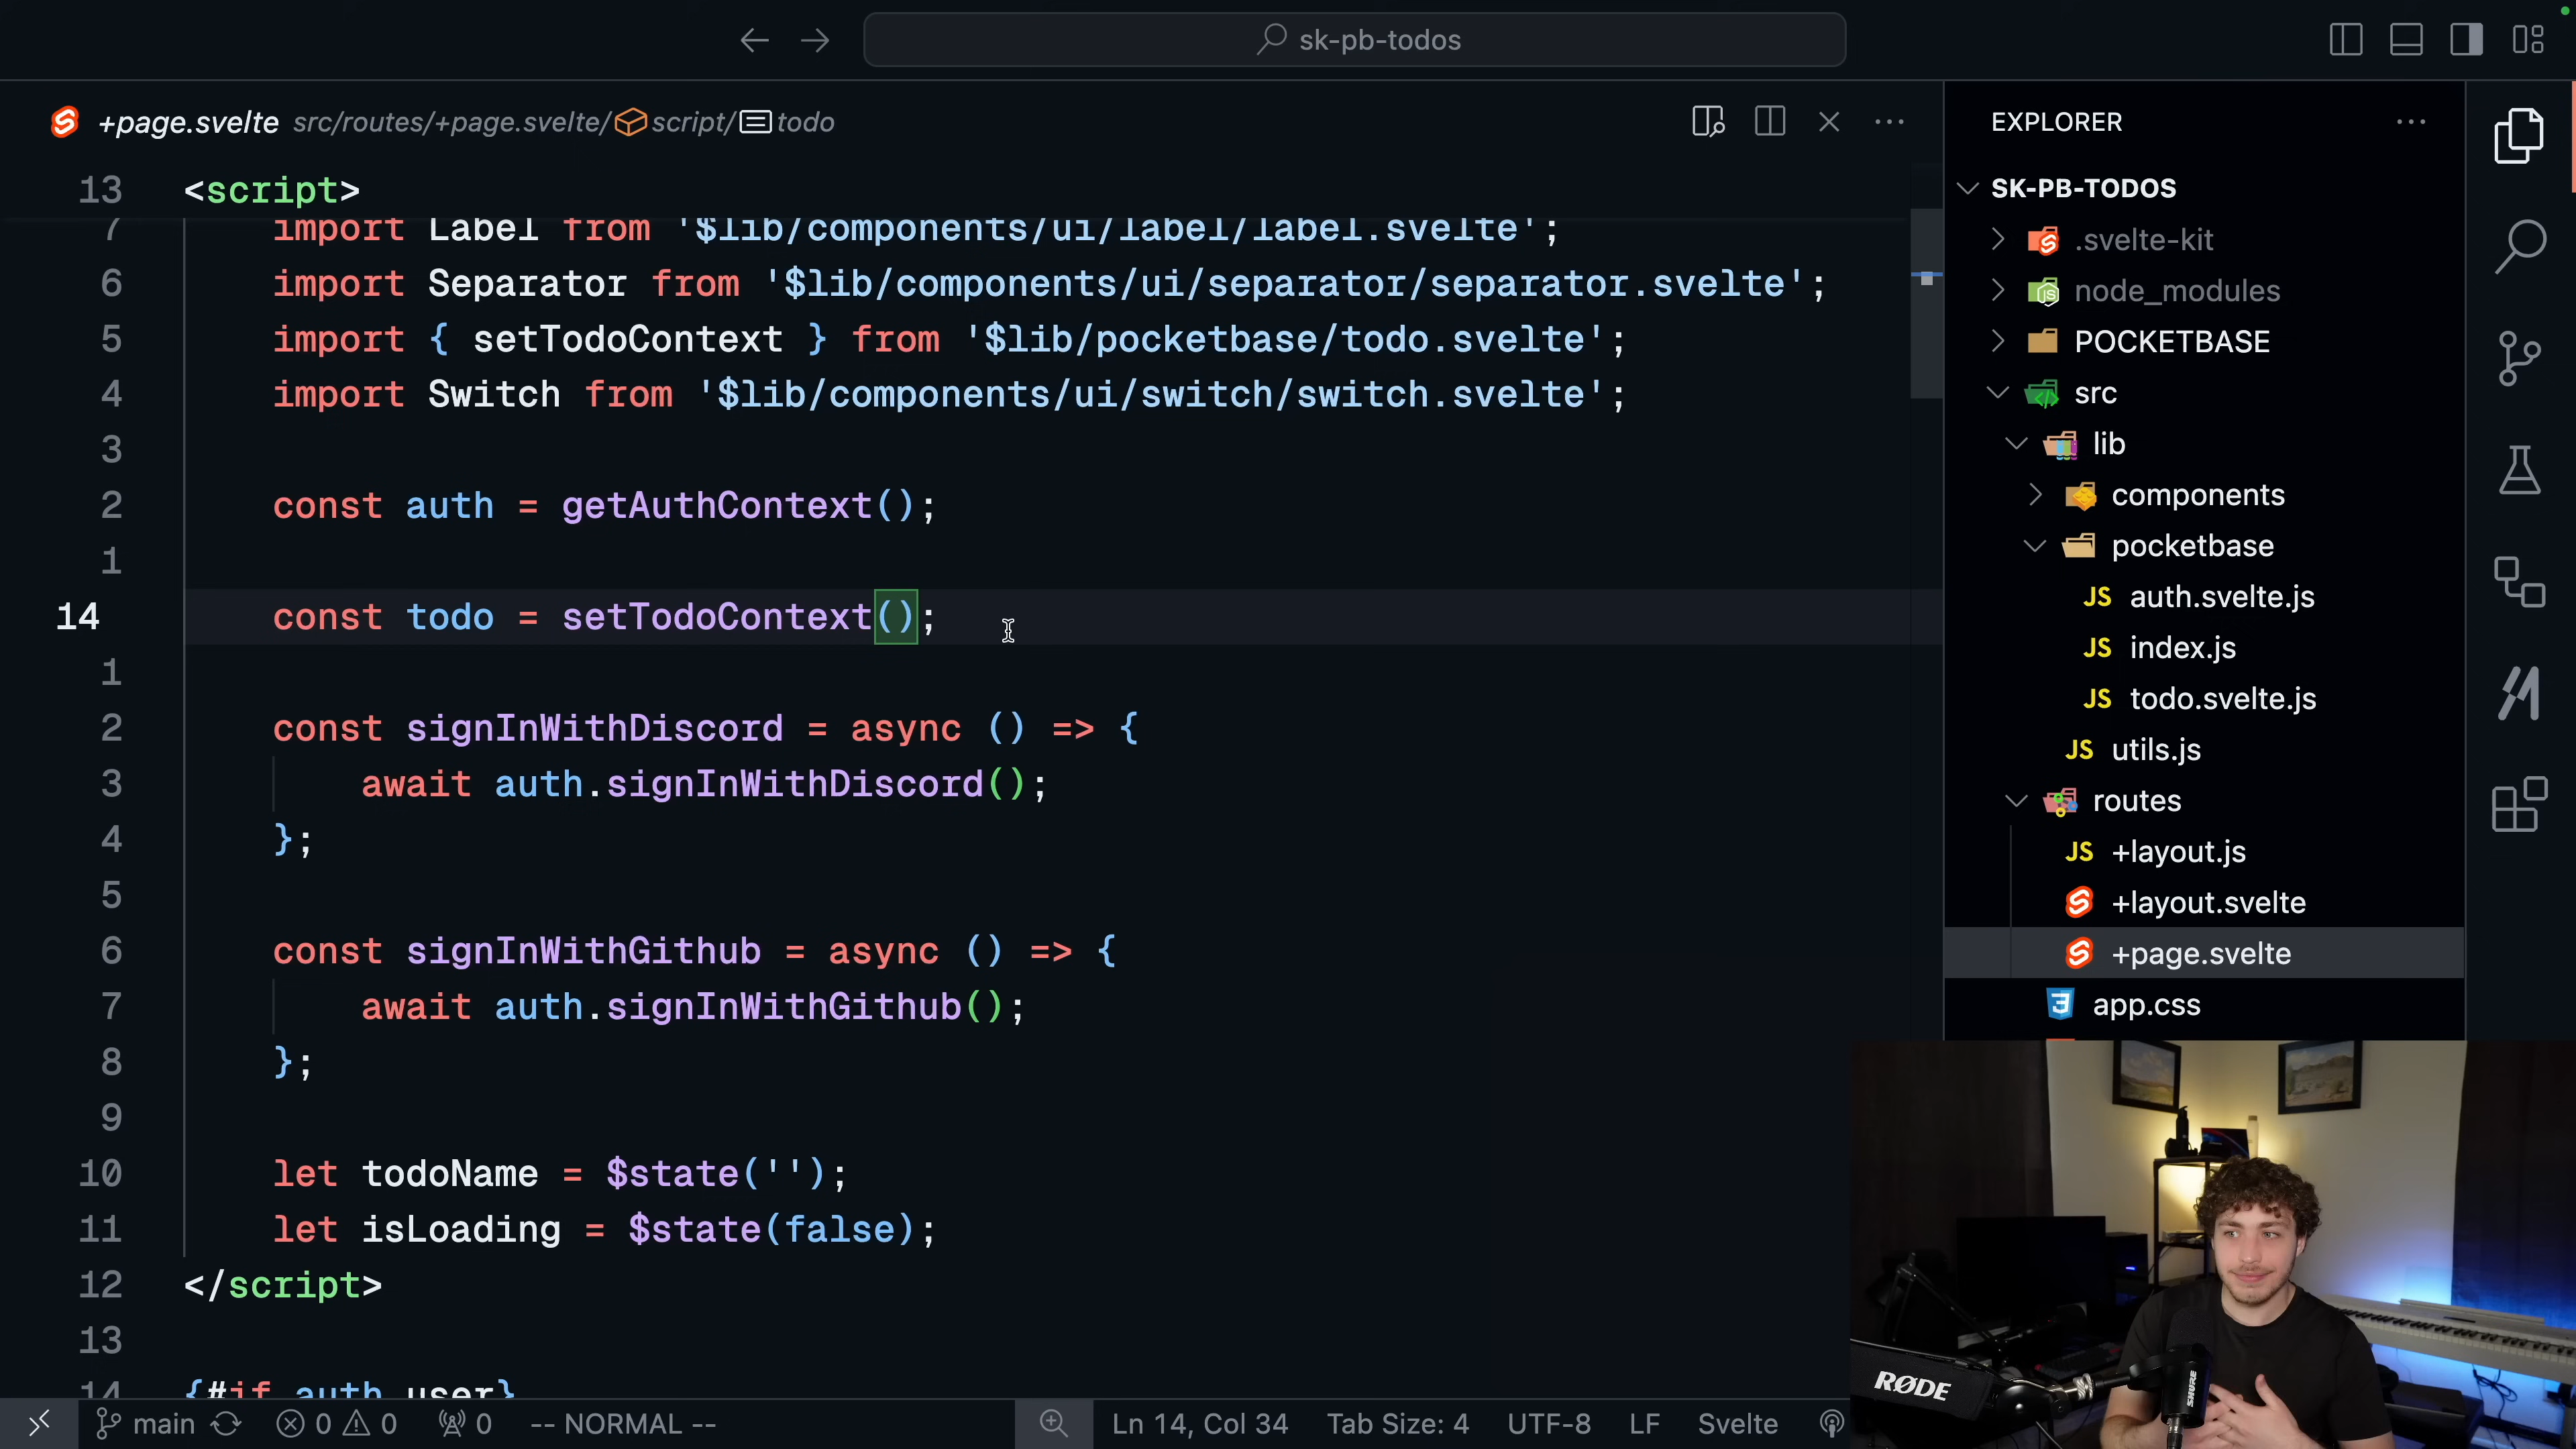 sk-pb-todos
+page.svelte src/routes/+page.svelte/ script/ todo
13 <script>
7 import Label from '$lib/components/ui/label/label.svelte';
6 import Separator from '$lib/components/ui/separator/separator.svelte';
5 import { setTodoContext } from '$lib/pocketbase/todo.svelte';
4 import Switch from '$lib/components/ui/switch/switch.svelte';
3
2 const auth = getAuthContext();
1
14 const todo = setTodoContext();
1
2 const signInWithDiscord = async () => {
3 await auth.signInWithDiscord();
4 };
5
6 const signInWithGithub = async () => {
7 await auth.signInWithGithub();
8 };
9
10 let todoName = $state('');
11 let isLoading = $state(false);
12 </script>
13
14 {#if auth.user}
EXPLORER
SK-PB-TODOS
.svelte-kit
node_modules
POCKETBASE
src
lib
components
pocketbase
JS auth.svelte.js
JS index.js
JS todo.svelte.js
JS utils.js
routes
JS +layout.js
+layout.svelte
+page.svelte
app.css
RØDE
SHURE
main 0 0 0 -- NORMAL -- Ln 14, Col 34 Tab Size: 4 UTF-8 LF Svelte